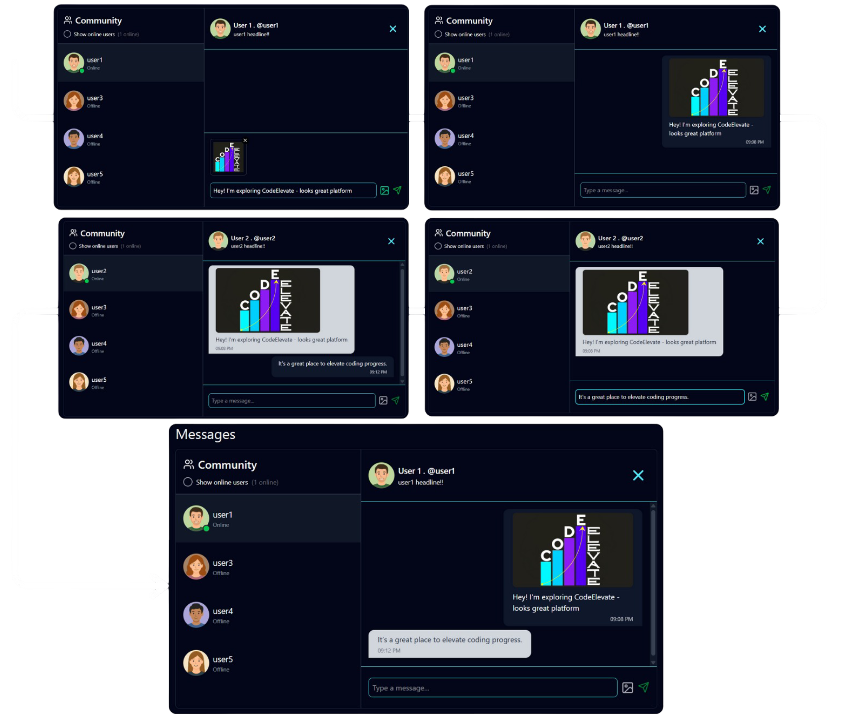 Community
Show online users (1 online)
user1
Online
user3
Offline
user4
Offline
user5
Offline
User 1 . @user1
user1 headline!!
CODE
ELEVATE
Hey! I'm exploring CodeElevate - looks great platform
Community
Show online users (1 online)
user1
Online
user3
Offline
user4
Offline
user5
Offline
User 1 . @user1
user1 headline!!
CODE
ELEVATE
Hey! I'm exploring CodeElevate -
looks great platform
09:08 PM
Type a message...
Community
Show online users (1 online)
user2
Online
user3
Offline
user4
Offline
user5
Offline
User 2 . @user2
user2 headline!!
CODE
ELEVATE
Hey! I'm exploring CodeElevate - looks great platform
09:08 PM
It's a great place to elevate coding progress.
09:12 PM
Type a message...
Community
Show online users (1 online)
user2
Online
user3
Offline
user4
Offline
user5
Offline
User 2 . @user2
user2 headline!!
CODE
ELEVATE
Hey! I'm exploring CodeElevate - looks great platform
09:08 PM
It's a great place to elevate coding progress.
Messages
Community
Show online users (1 online)
user1
Online
user3
Offline
user4
Offline
user5
Offline
User 1 . @user1
user1 headline!!
CODE
ELEVATE
Hey! I'm exploring CodeElevate -
looks great platform
09:08 PM
It's a great place to elevate coding progress.
09:12 PM
Type a message...